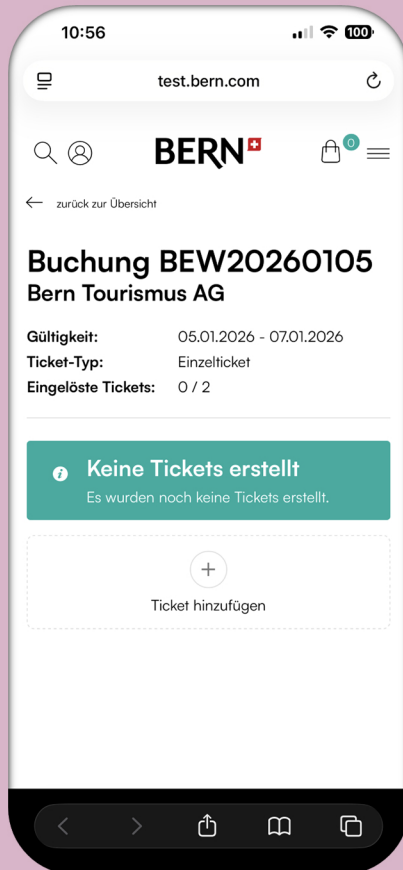 10:56
100
test.bern.com
BERN
0
zurück zur Übersicht
Buchung BEW20260105
Bern Tourismus AG
Gültigkeit: 05.01.2026 - 07.01.2026
Ticket-Typ: Einzelticket
Eingelöste Tickets: 0 / 2
Keine Tickets erstellt
Es wurden noch keine Tickets erstellt.
Ticket hinzufügen